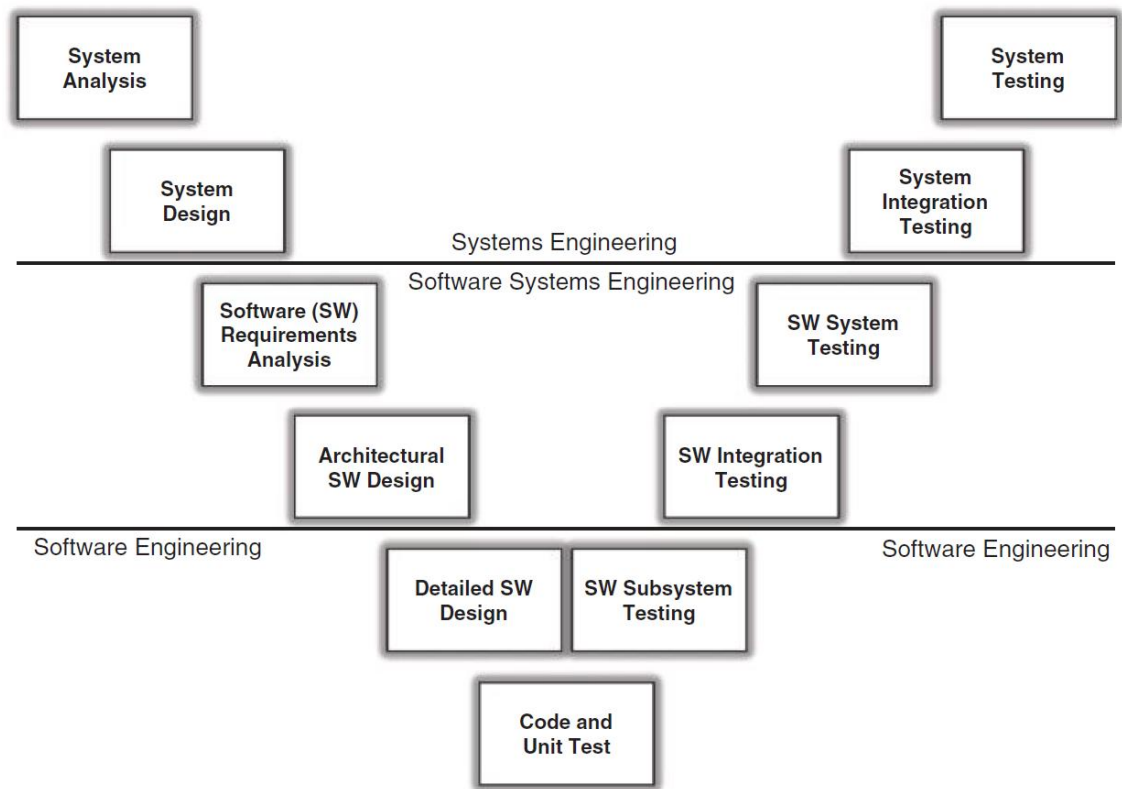 System
Analysis
System
Testing
System
Design
System
Integration
Testing
Systems Engineering
Software Systems Engineering
Software (SW)
Requirements
Analysis
SW System
Testing
Architectural
SW Design
SW Integration
Testing
Software Engineering
Software Engineering
Detailed SW
Design
SW Subsystem
Testing
Code and
Unit Test